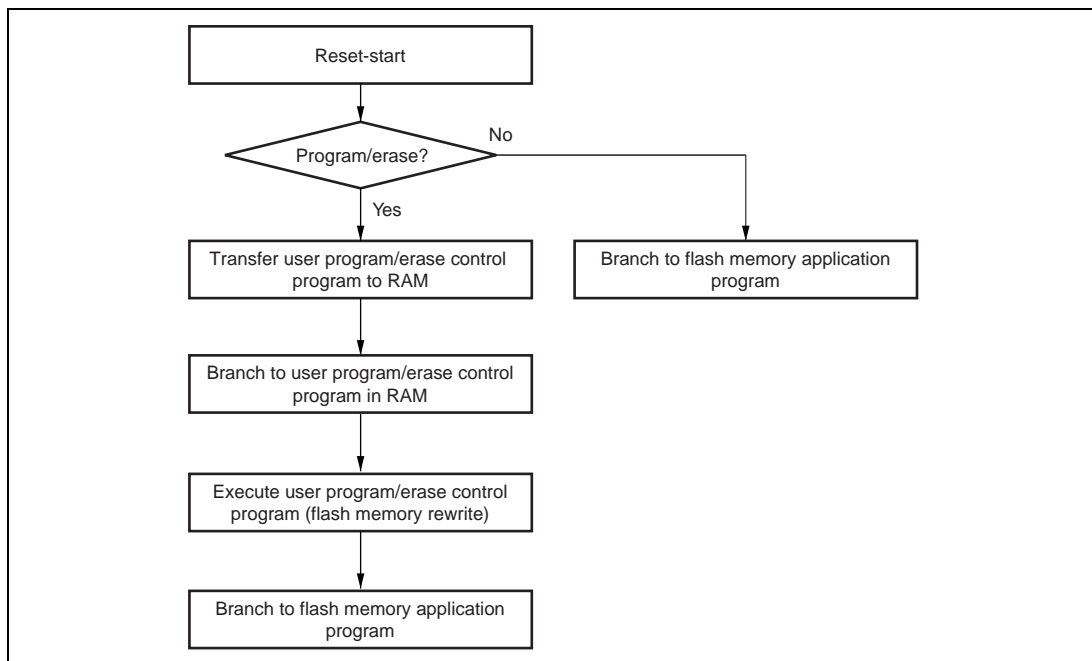 Reset-start
No
Program/erase?
Yes
Transfer user program/erase control
program to RAM
Branch to flash memory application
program
Branch to user program/erase control
program in RAM
Execute user program/erase control
program (flash memory rewrite)
Branch to flash memory application
program